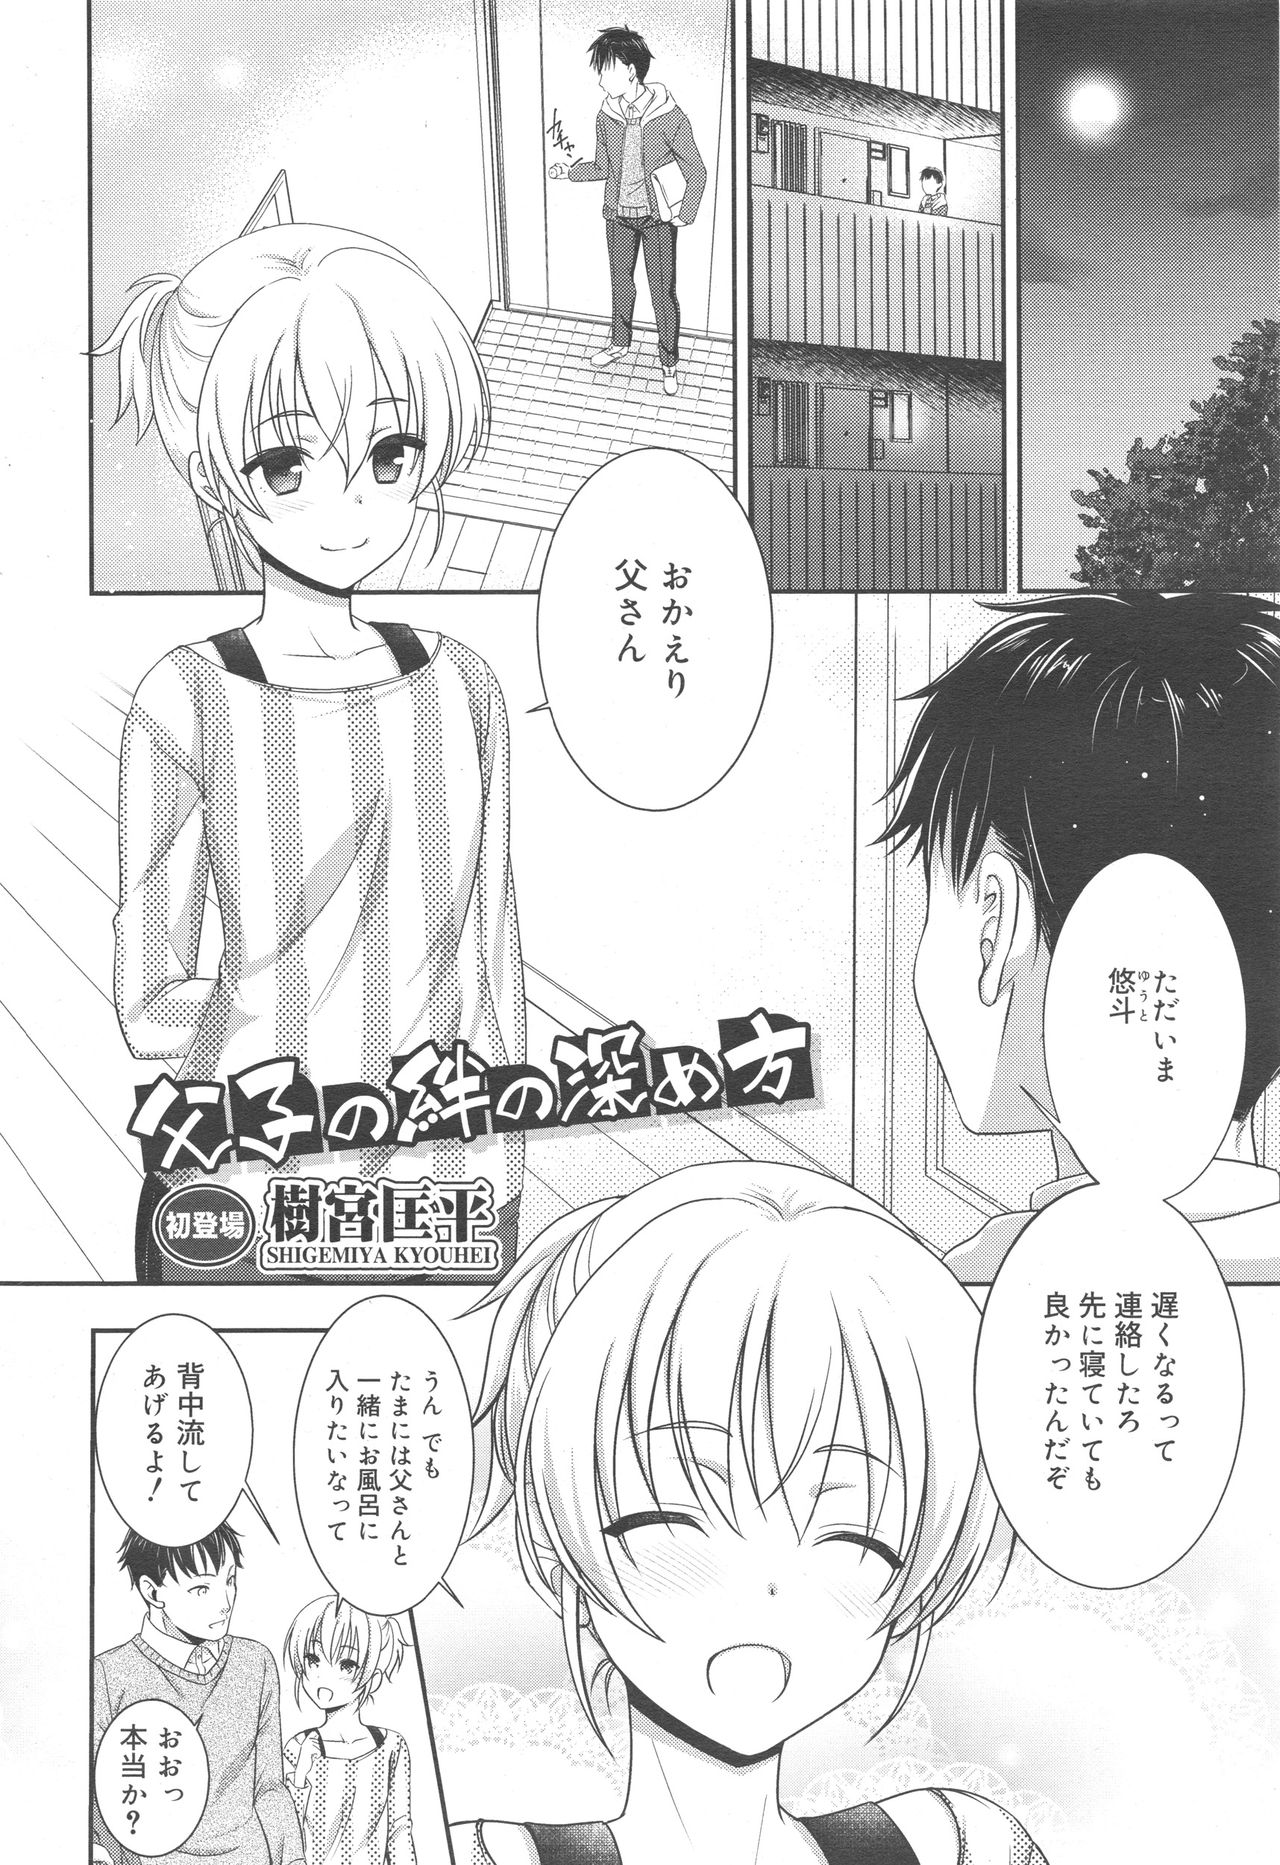 ガチャン
おかえり
父さん
ただいま
悠斗
ゆうと
遅くなるって
連絡したろ
先に寝ていても
良かったんだぞ
父子の絆の深め方
初登場
樹宮匡平
SHIGEMIYA KYOUHEI
うん でも
たまには父さんと
一緒にお風呂に
入りたいなって
背中流して
あげるよ!
おおっ
本当か?